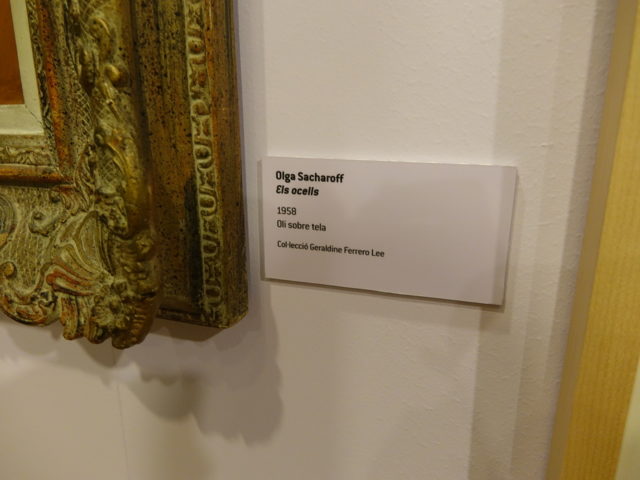 Olga Sacharoff
Els ocells
1958
Oli sobre tela
Col·lecció Geraldine Ferrero Lee